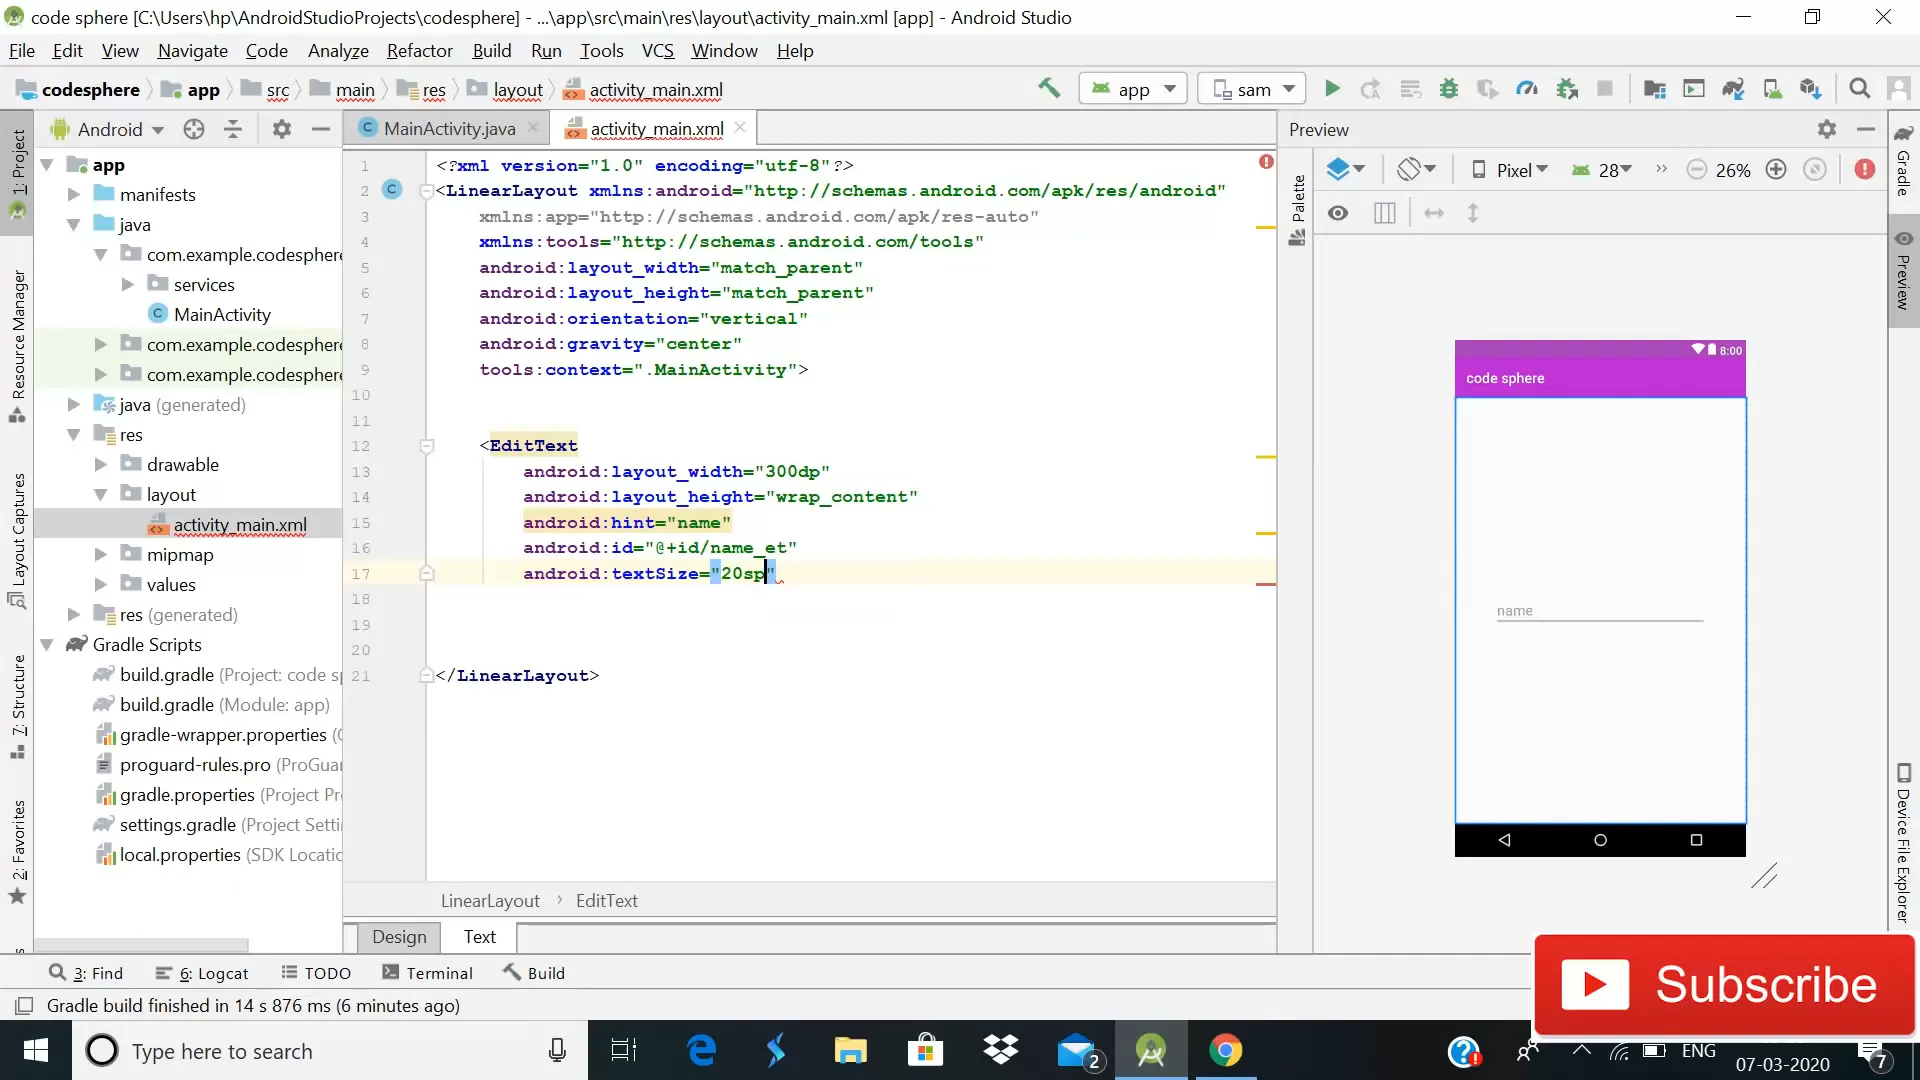 code sphere [C:\Users\hp\AndroidStudioProjects\codesphere] - ...\app\src\main\res\layout\activity_main.xml [app] - Android Studio
File Edit View Navigate Code Analyze Refactor Build Run Tools VCS Window Help
codesphere app src main res layout activity_main.xml app sam
Android
MainActivity.java activity_main.xml
Preview
1: Project
Resource Manager
Layout Captures
7: Structure
2: Favorites
app
manifests
java
com.example.codesphere
services
MainActivity
com.example.codesphere
com.example.codesphere
java (generated)
res
drawable
layout
activity_main.xml
mipmap
values
res (generated)
Gradle Scripts
build.gradle (Project: code s
build.gradle (Module: app)
gradle-wrapper.properties (
proguard-rules.pro (ProGua
gradle.properties (Project Pr
settings.gradle (Project Setti
local.properties (SDK Locatic
1 <?xml version="1.0" encoding="utf-8"?>
2 <LinearLayout xmlns:android="http://schemas.android.com/apk/res/android"
3 xmlns:app="http://schemas.android.com/apk/res-auto"
4 xmlns:tools="http://schemas.android.com/tools"
5 android:layout_width="match_parent"
6 android:layout_height="match_parent"
7 android:orientation="vertical"
8 android:gravity="center"
9 tools:context=".MainActivity">
10
11
12 <EditText
13 android:layout_width="300dp"
14 android:layout_height="wrap_content"
15 android:hint="name"
16 android:id="@+id/name_et"
17 android:textSize="20sp"
18
19
20
21 </LinearLayout>
LinearLayout EditText
Design Text
Palette
Pixel 28 26%
8:00
code sphere
name
Gradle
Preview
Device File Explorer
3: Find 6: Logcat TODO Terminal Build
Gradle build finished in 14 s 876 ms (6 minutes ago)
Subscribe
Type here to search
2
ENG
07-03-2020
7